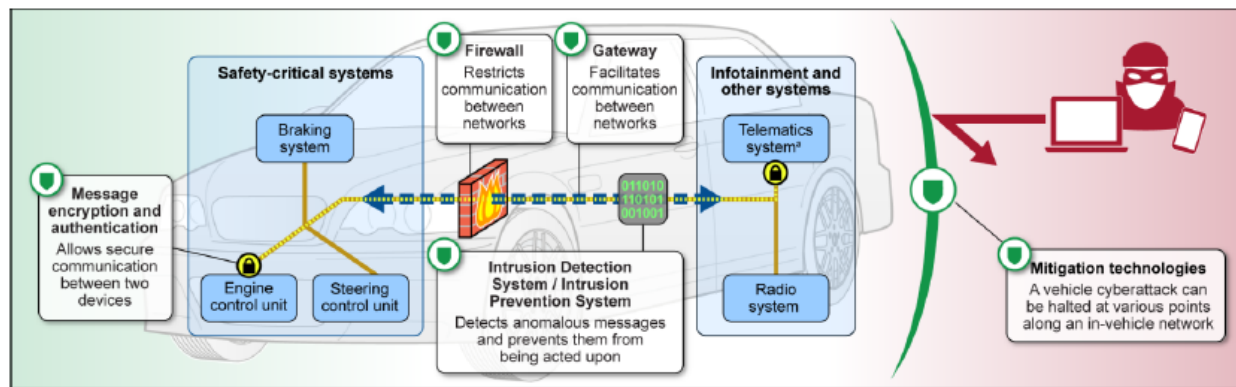 Safety-critical systems
Braking
system
Engine
control unit
Steering
control unit
Message
encryption and
authentication
Allows secure
communication
between two
devices
Firewall
Restricts
communication
between
networks
Gateway
Facilitates
communication
between
networks
011010
110101
001001
Intrusion Detection
System / Intrusion
Prevention System
Detects anomalous messages
and prevents them from
being acted upon
Infotainment and
other systems
Telematics
systemª
Radio
system
Mitigation technologies
A vehicle cyberattack can
be halted at various points
along an in-vehicle network